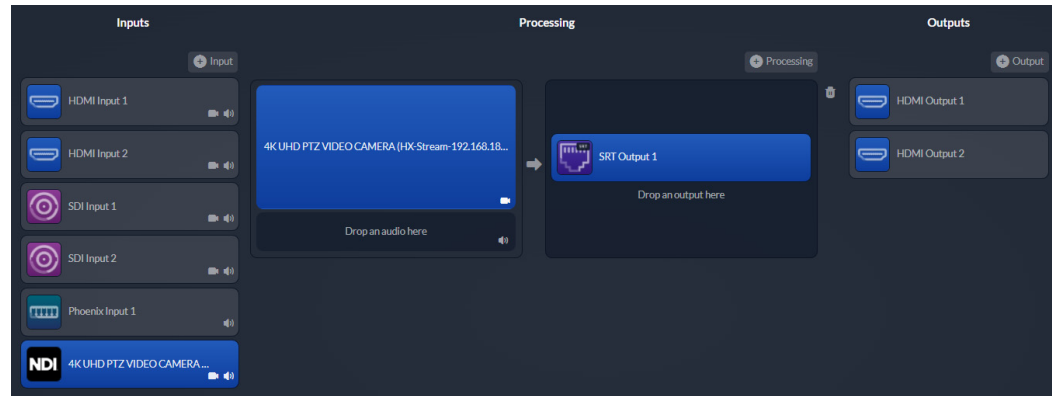 Inputs
Processing
Outputs
Input
Processing
Output
HDMI Input 1
HDMI Input 2
SDI Input 1
SDI Input 2
Phoenix Input 1
NDI
4K UHD PTZ VIDEO CAMERA ...
4K UHD PTZ VIDEO CAMERA (HX-Stream-192.168.18...
Drop an audio here
SRT
SRT Output 1
Drop an output here
HDMI Output 1
HDMI Output 2